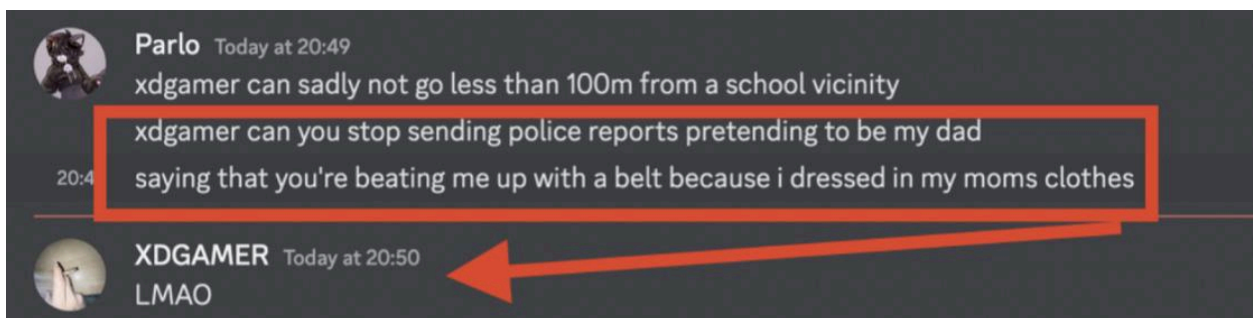 Parlo Today at 20:49
xdgamer can sadly not go less than 100m from a school vicinity
xdgamer can you stop sending police reports pretending to be my dad
20:4 saying that you're beating me up with a belt because i dressed in my moms clothes
XDGAMER Today at 20:50
LMAO